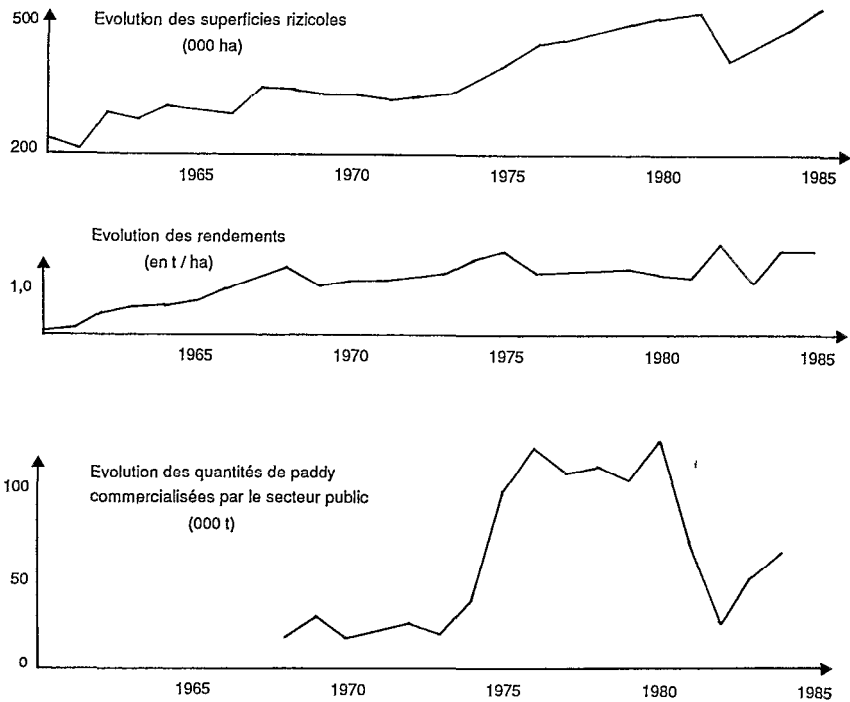 500
Evolution des superficies rizicoles
(000 ha)
200
1965 1970 1975 1980 1985
Evolution des rendements
(en t / ha)
1,0
1965 1970 1975 1980 1985
Evolution des quantités de paddy
commercialisées par le secteur public
(000 t)
100
50
0
1965 1970 1975 1980 1985